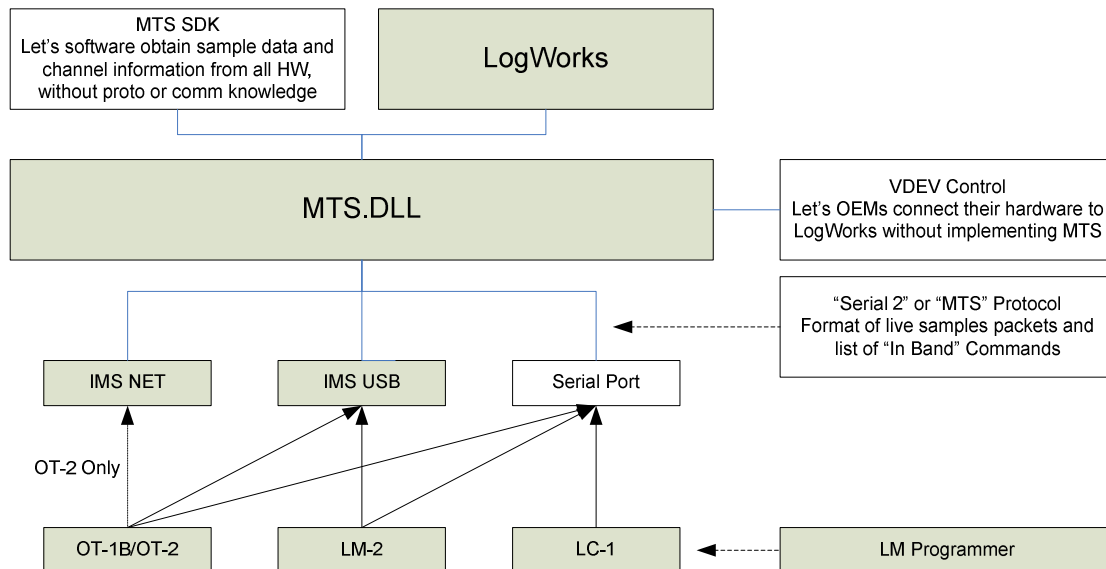 MTS SDK
Let's software obtain sample data and
channel information from all HW,
without proto or comm knowledge
LogWorks
MTS.DLL
VDEV Control
Let's OEMs connect their hardware to
LogWorks without implementing MTS
“Serial 2” or “MTS” Protocol
Format of live samples packets and
list of “In Band” Commands
IMS NET
IMS USB
Serial Port
OT-2 Only
OT-1B/OT-2
LM-2
LC-1
LM Programmer